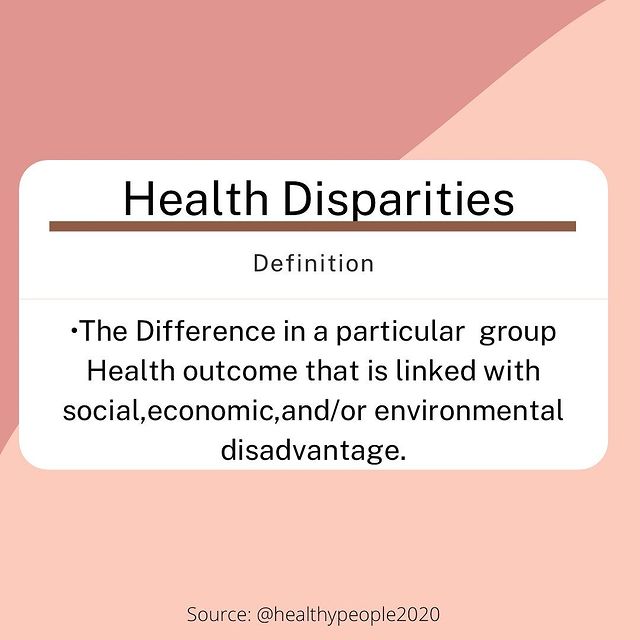 Health Disparities
Definition
•The Difference in a particular  group
Health outcome that is linked with
social,economic,and/or environmental
disadvantage.
Source: @healthypeople2020